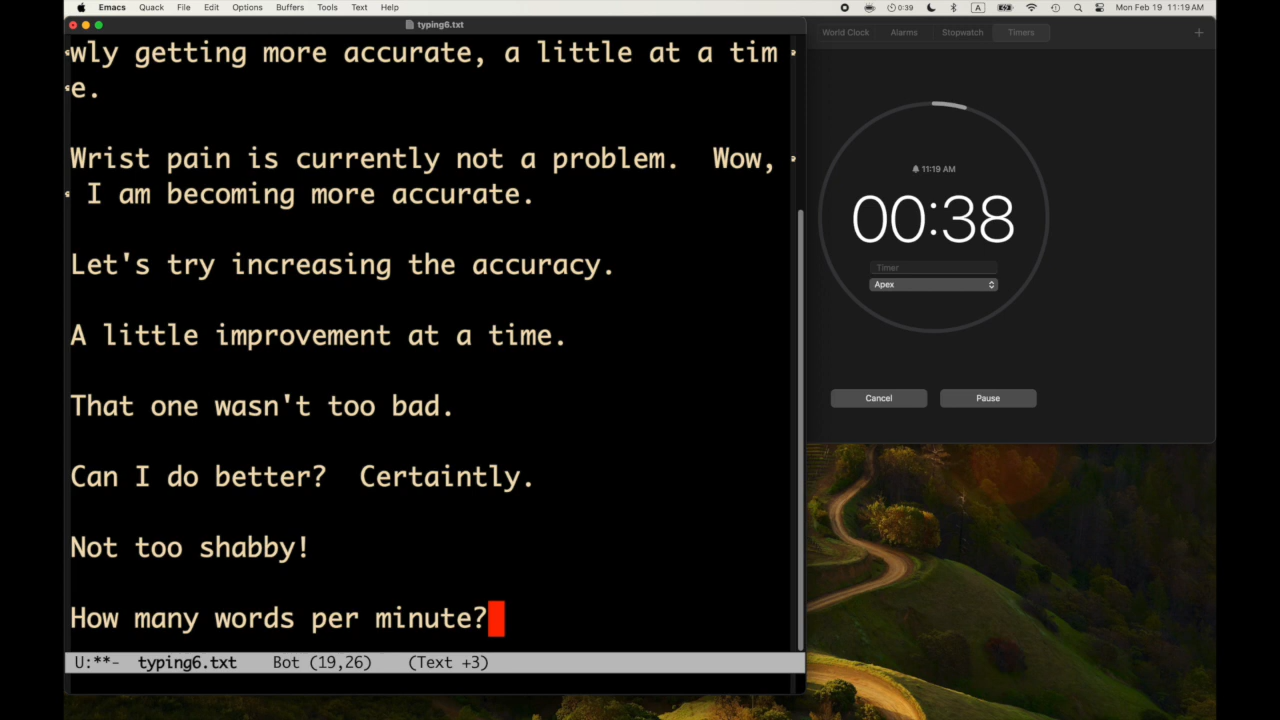 Emacs Quack File Edit Options Buffers Tools Text Help 0:39 A Mon Feb 19 11:19 AM
typing6.txt
World Clock Alarms Stopwatch Timers +
wly getting more accurate, a little at a tim
e.
Wrist pain is currently not a problem.  Wow,
I am becoming more accurate.
Let's try increasing the accuracy.
A little improvement at a time.
That one wasn't too bad.
Can I do better?  Certaintly.
Not too shabby!
How many words per minute?
U:**-  typing6.txt    Bot (19,26)    (Text +3)
11:19 AM
00:38
Timer
Apex
Cancel Pause